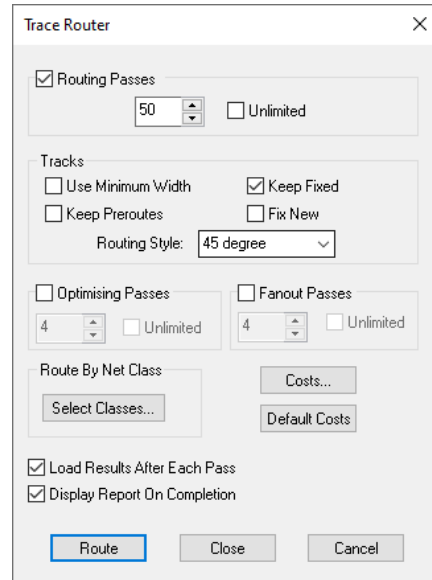 Trace Router
Routing Passes
50 Unlimited
Tracks
Use Minimum Width Keep Fixed
Keep Preroutes Fix New
Routing Style: 45 degree
Optimising Passes Fanout Passes
4 Unlimited 4 Unlimited
Route By Net Class
Costs...
Select Classes...
Default Costs
Load Results After Each Pass
Display Report On Completion
Route Close Cancel